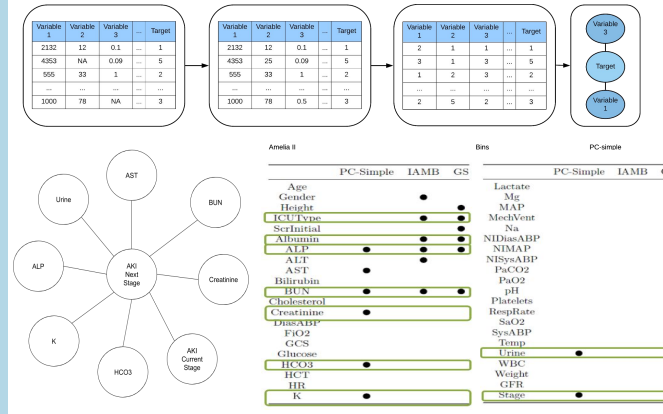 Variable 1 Variable 2 Variable 3 ... Target
2132 12 0.1 ... 1
4353 NA 0.09 ... 5
555 33 1 ... 2
... ... ... ... ...
1000 78 NA ... 3
Variable 1 Variable 2 Variable 3 ... Target
2132 12 0.1 ... 1
4353 25 0.09 ... 5
555 33 1 ... 2
... ... ... ... ...
1000 78 0.5 ... 3
Variable 1 Variable 2 Variable 3 ... Target
2 1 1 ... 1
3 1 3 ... 5
1 2 3 ... 2
... ... ... ... ...
2 5 2 ... 3
Variable 3
Target
Variable 1
Amelia II
Bins
PC-simple
AST
Urine
BUN
ALP
AKI Next Stage
Creatinine
K
HCO3
AKI Current Stage
PC-Simple IAMB GS
Age
Gender
Height
ICUType
ScrInitial
Albumin
ALP
ALT
AST
Bilirubin
BUN
Cholesterol
Creatinine
DiasABP
FiO2
GCS
Glucose
HCO3
HCT
HR
K
PC-Simple IAMB
Lactate
Mg
MAP
MechVent
Na
NIDiasABP
NIMAP
NISysABP
PaCO2
PaO2
pH
Platelets
RespRate
SaO2
SysABP
Temp
Urine
WBC
Weight
GFR
Stage